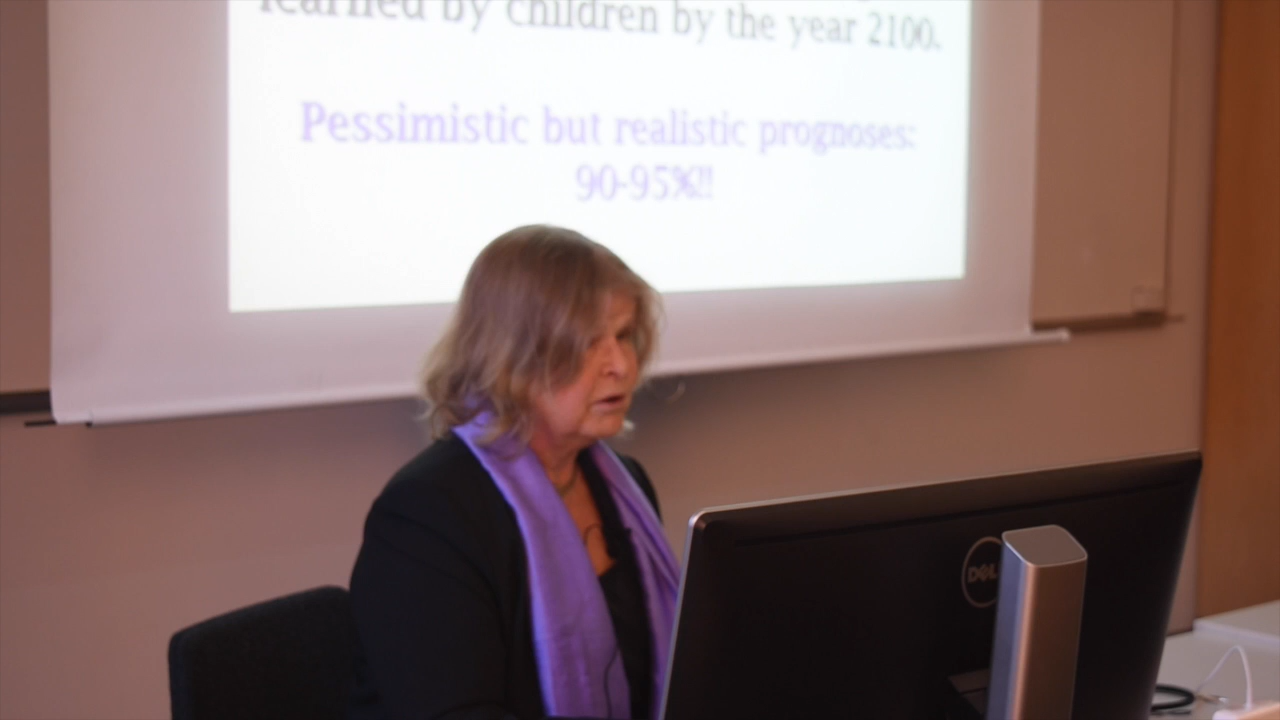 learned by children by the year 2100.
Pessimistic but realistic prognoses:
90-95%!!
DELL